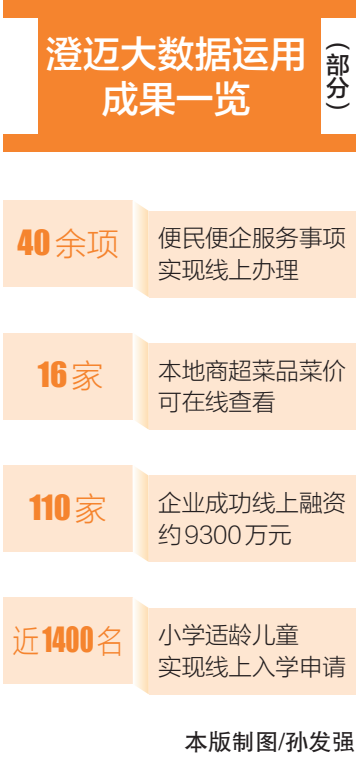 澄迈大数据运用
成果一览
（部分）
40余项
便民便企服务事项
实现线上办理
16家
本地商超菜品菜价
可在线查看
110家
企业成功线上融资
约9300万元
近1400名
小学适龄儿童
实现线上入学申请
本版制图/孙发强